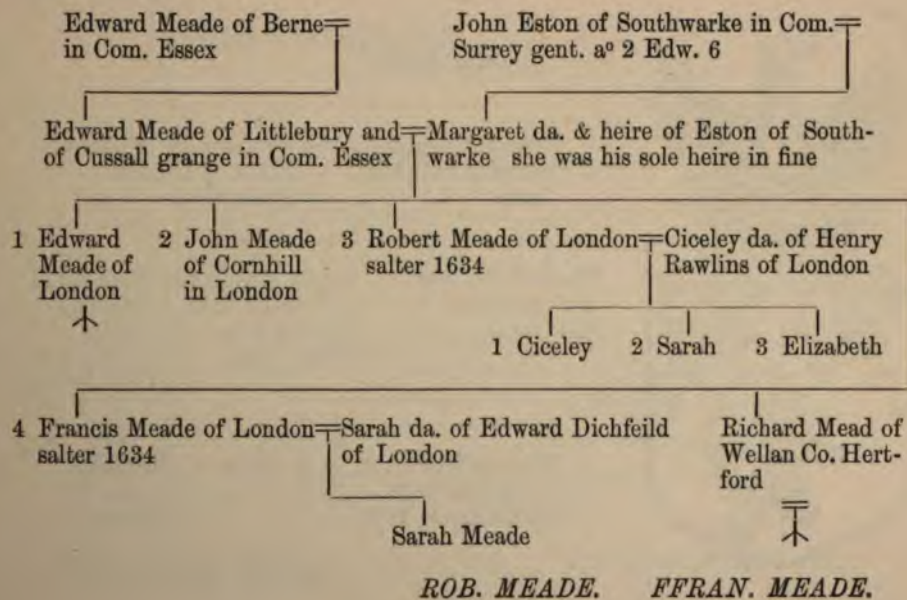 Edward Meade of Berne
in Com. Essex
John Eston of Southwarke in Com.
Surrey gent. aº 2 Edw. 6
Edward Meade of Littlebury and
of Cussall grange in Com. Essex
Margaret da. & heire of Eston of South-
warke she was his sole heire in fine
1 Edward
Meade of
London
2 John Meade
of Cornhill
in London
3 Robert Meade of London
salter 1634
Ciceley da. of Henry
Rawlins of London
1 Ciceley 2 Sarah 3 Elizabeth
4 Francis Meade of London
salter 1634
Sarah da. of Edward Dichfeild
of London
Richard Mead of
Wellan Co. Hert-
ford
Sarah Meade
ROB. MEADE. FFRAN. MEADE.